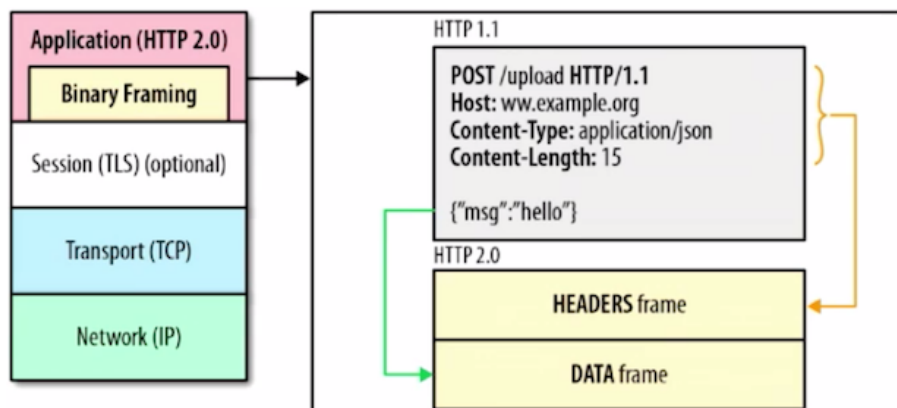 Application (HTTP 2.0)
Binary Framing
Session (TLS) (optional)
Transport (TCP)
Network (IP)
HTTP 1.1
POST /upload HTTP/1.1
Host: ww.example.org
Content-Type: application/json
Content-Length: 15
{"msg":"hello"}
HTTP 2.0
HEADERS frame
DATA frame